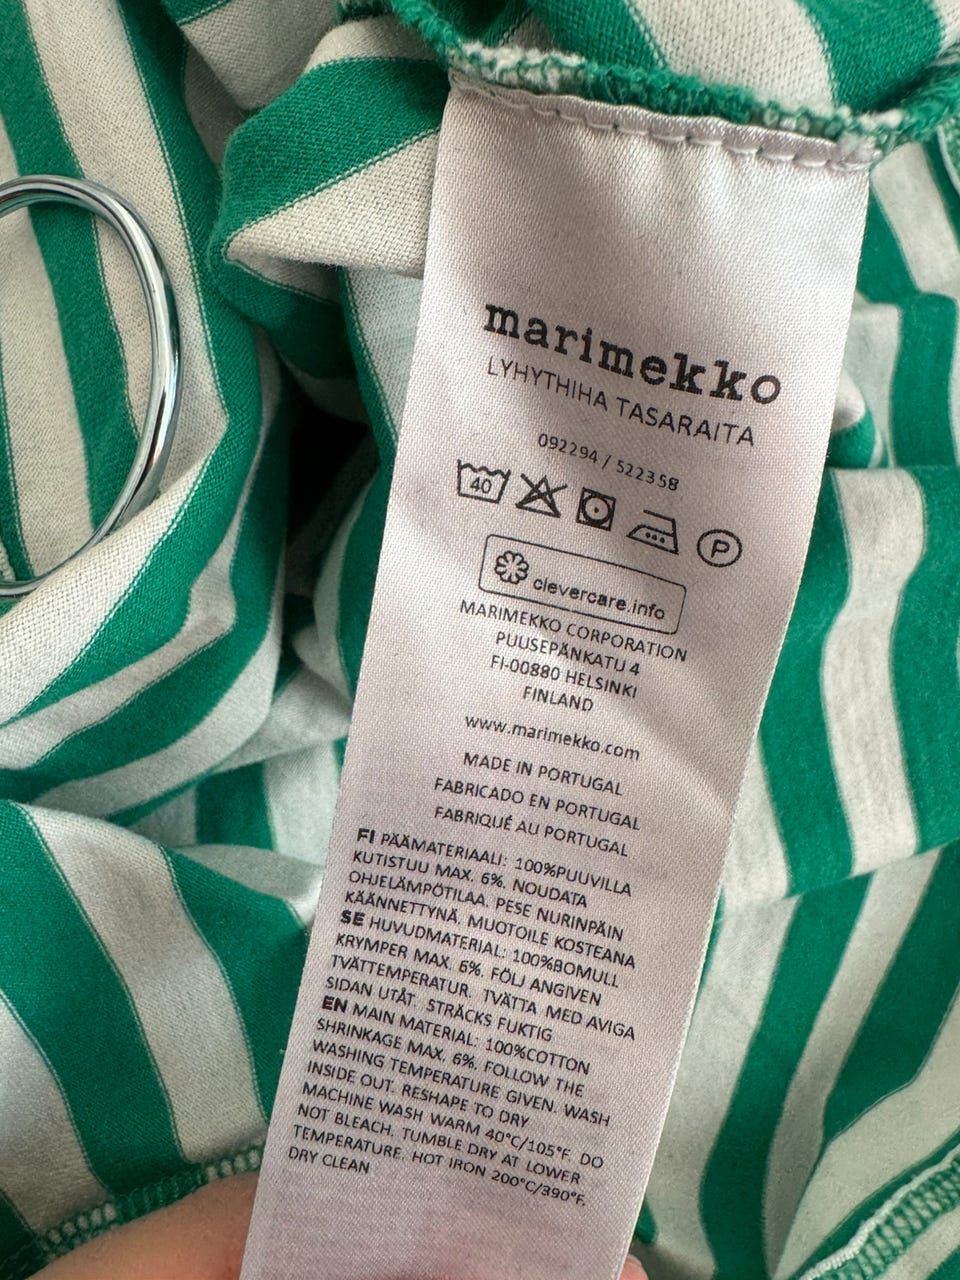 marimekko
LYHYTHIHA TASARAITA
092294 / 522358
40
P
clevercare.info
MARIMEKKO CORPORATION
PUUSEPÄNKATU 4
FI-00880 HELSINKI
FINLAND
www.marimekko.com
MADE IN PORTUGAL
FABRICADO EN PORTUGAL
FABRIQUÉ AU PORTUGAL
FI PÄÄMATERIAALI: 100%PUUVILLA
KUTISTUU MAX. 6%. NOUDATA
OHJELÄMPÖTILAA. PESE NURINPÄIN
KÄÄNNETTYNÄ. MUOTOILE KOSTEANA
SE HUVUDMATERIAL: 100%BOMULL
KRYMPER MAX. 6%. FÖLJ ANGIVEN
TVÄTTEMPERATUR. TVÄTTA MED AVIGA
SIDAN UTÅT. STRÄCKS FUKTIG
EN MAIN MATERIAL: 100%COTTON
SHRINKAGE MAX. 6%. FOLLOW THE
WASHING TEMPERATURE GIVEN. WASH
INSIDE OUT. RESHAPE TO DRY
MACHINE WASH WARM 40°C/105°F. DO
NOT BLEACH. TUMBLE DRY AT LOWER
TEMPERATURE. HOT IRON 200°C/390°F.
DRY CLEAN